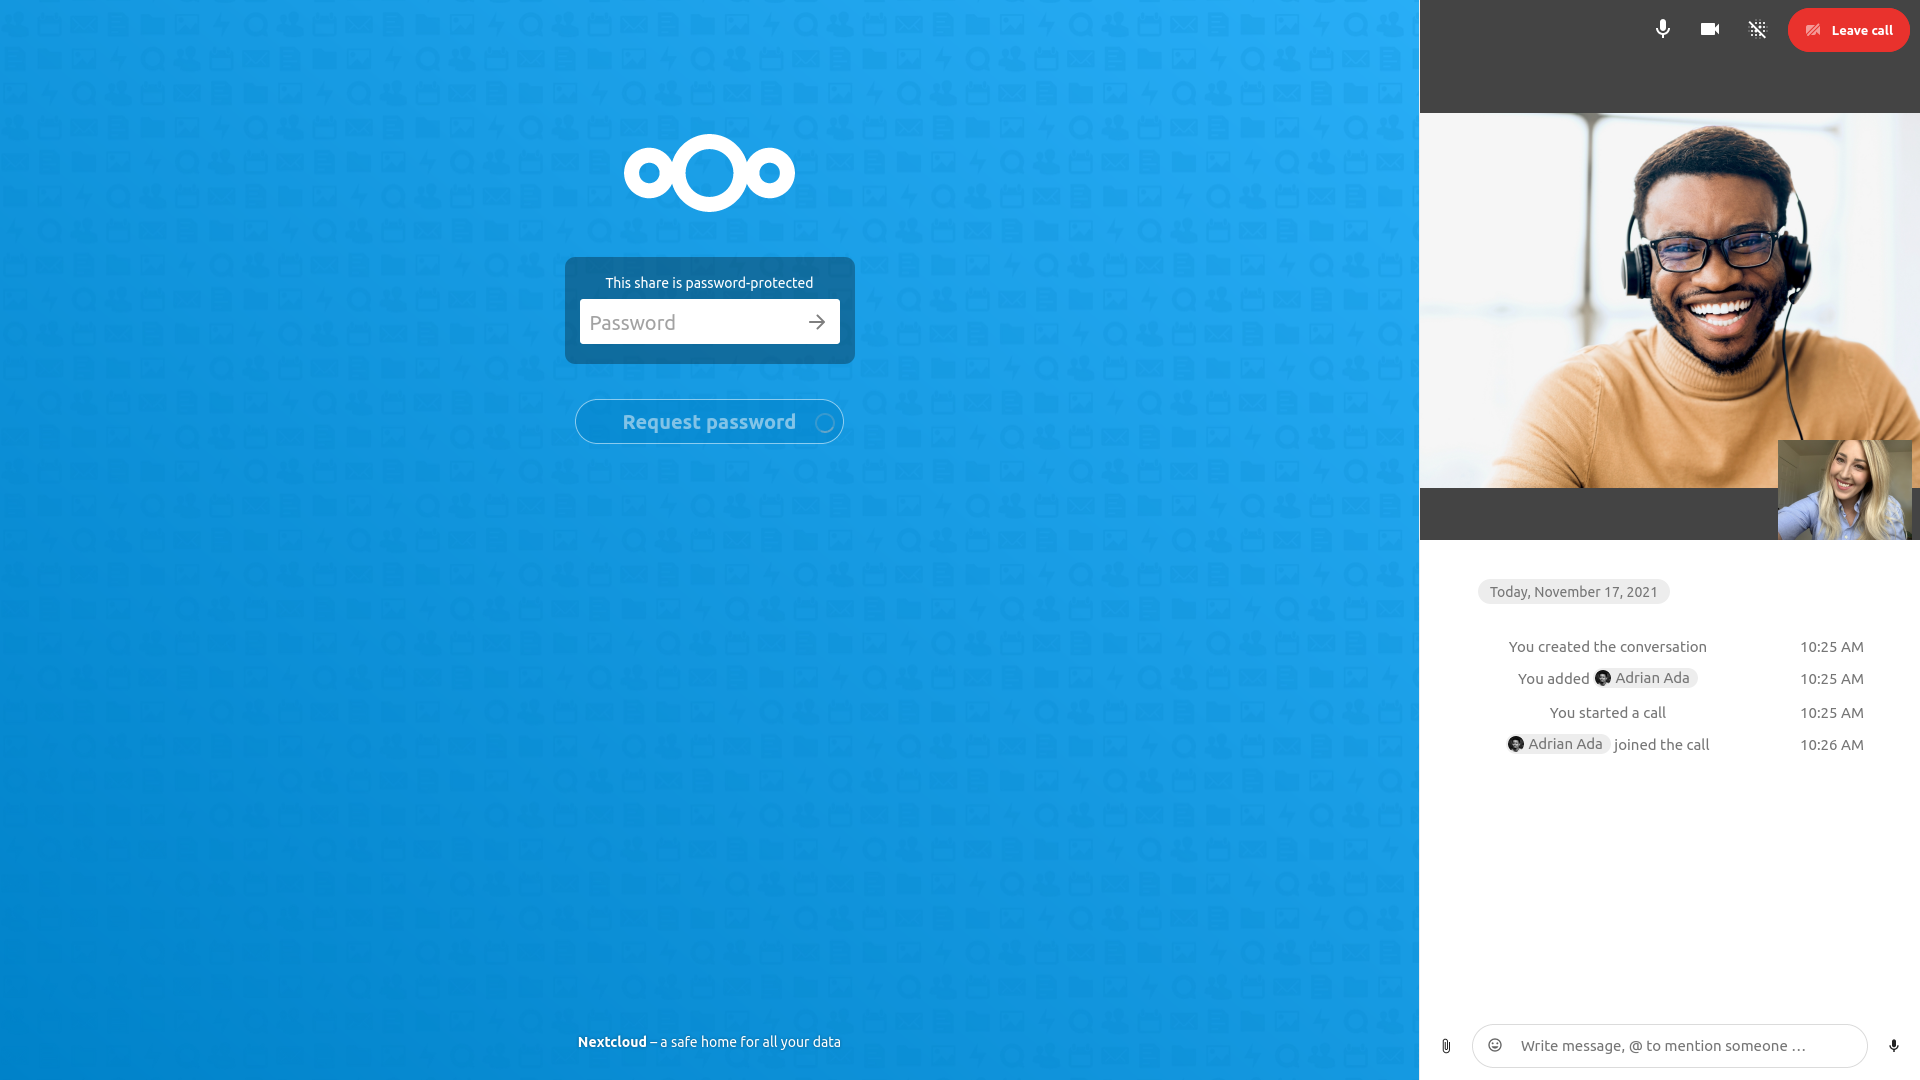 This share is password-protected
Password
Request password
Nextcloud – a safe home for all your data
Leave call
Today, November 17, 2021
You created the conversation 10:25 AM
You added Adrian Ada 10:25 AM
You started a call 10:25 AM
Adrian Ada joined the call 10:26 AM
Write message, @ to mention someone …